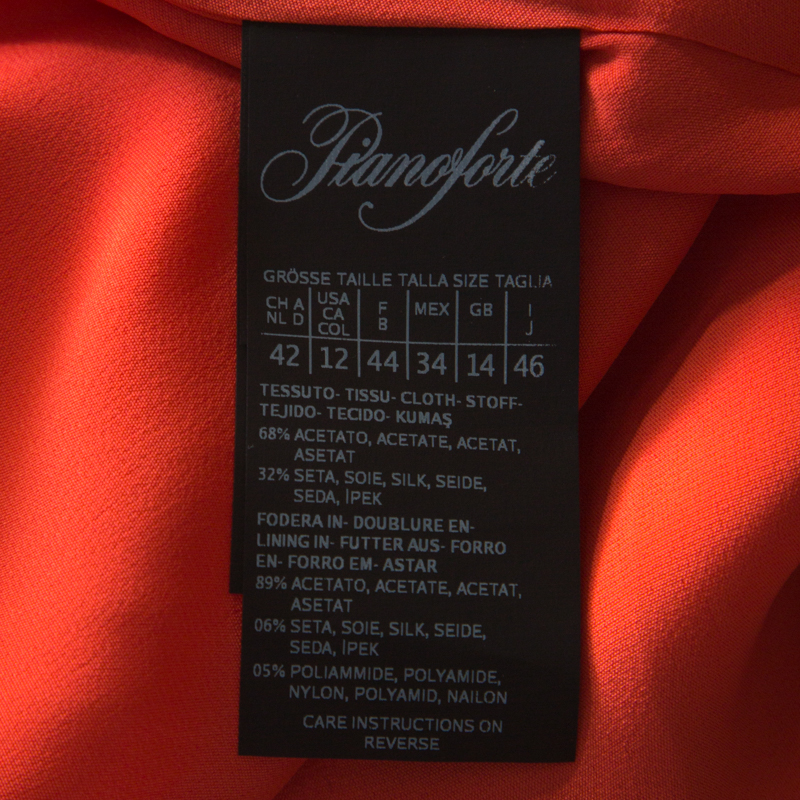 Pianoforte
GRÖSSE TAILLE TALLA SIZE TAGLIA
CH A NL D USA CA COL F B MEX GB I J
42 12 44 34 14 46
TESSUTO- TISSU- CLOTH- STOFF-
TEJIDO- TECIDO- KUMAŞ
68% ACETATO, ACETATE, ACETAT,
ASETAT
32% SETA, SOIE, SILK, SEIDE,
SEDA, İPEK
FODERA IN- DOUBLURE EN-
LINING IN- FUTTER AUS- FORRO
EN- FORRO EM- ASTAR
89% ACETATO, ACETATE, ACETAT,
ASETAT
06% SETA, SOIE, SILK, SEIDE,
SEDA, İPEK
05% POLIAMMIDE, POLYAMIDE,
NYLON, POLYAMID, NAILON
CARE INSTRUCTIONS ON
REVERSE